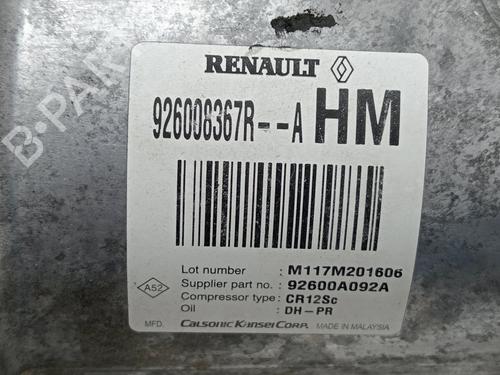 RENAULT
926008367R--A HM
Lot number : M117M201606
Supplier part no. : 92600A092A
Compressor type : CR12Sc
Oil : DH-PR
A52
MFD. CALSONIC KANSEI CORP. MADE IN MALAYSIA
B-PAR